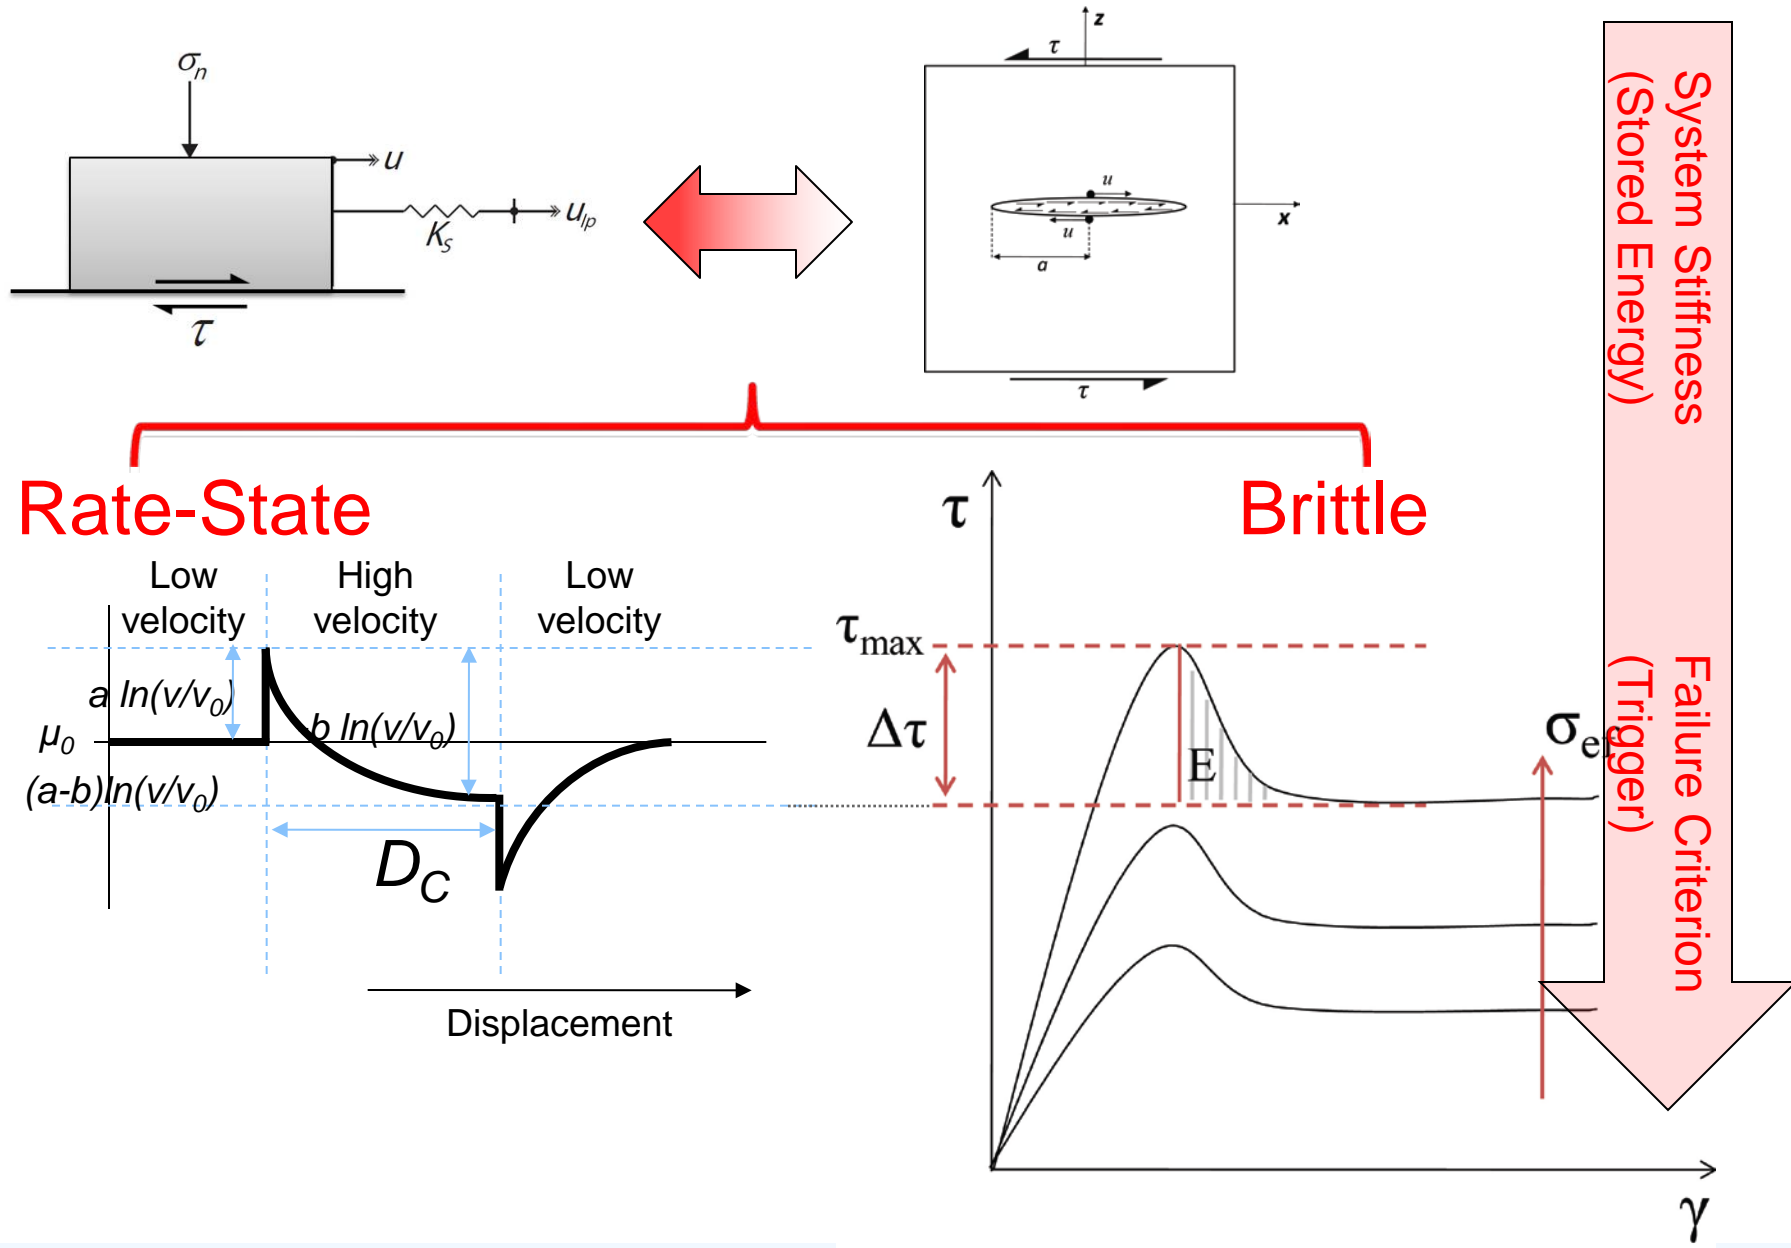 σn
u
KS
ulp
τ
z
τ
u
x
u
a
τ
System Stiffness
(Stored Energy)
Rate-State
Brittle
Low
velocity
High
velocity
Low
velocity
a ln(v/v0)
μ0
b ln(v/v0)
(a-b)ln(v/v0)
DC
Displacement
τ
τmax
Δτ
E
γ
Failure Criterion
(Trigger)